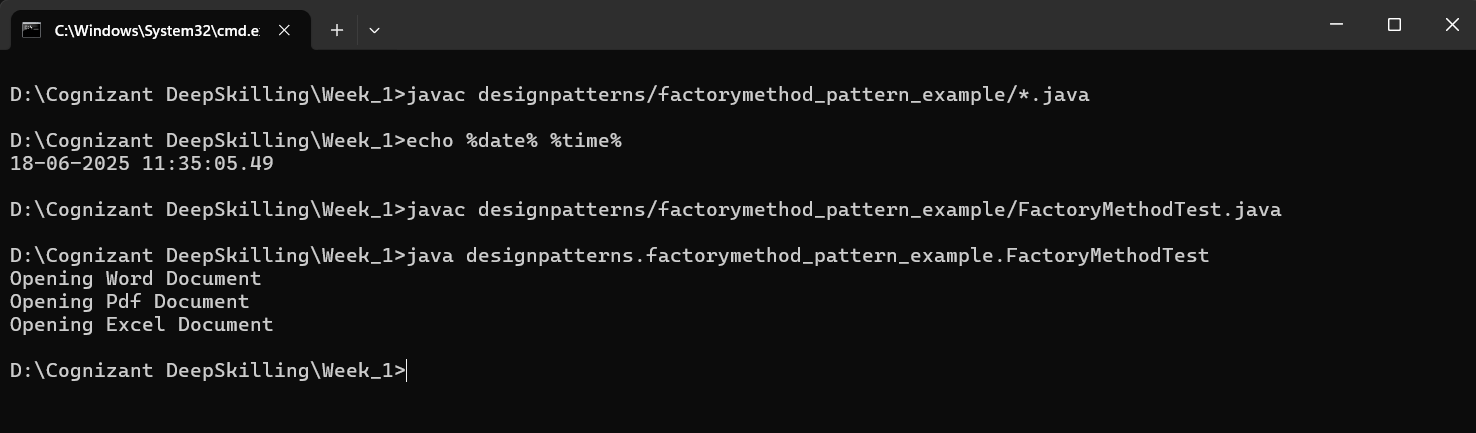 C:\Windows\System32\cmd.e
D:\Cognizant DeepSkilling\Week_1>javac designpatterns/factorymethod_pattern_example/*.java
D:\Cognizant DeepSkilling\Week_1>echo %date% %time%
18-06-2025 11:35:05.49
D:\Cognizant DeepSkilling\Week_1>javac designpatterns/factorymethod_pattern_example/FactoryMethodTest.java
D:\Cognizant DeepSkilling\Week_1>java designpatterns.factorymethod_pattern_example.FactoryMethodTest
Opening Word Document
Opening Pdf Document
Opening Excel Document
D:\Cognizant DeepSkilling\Week_1>